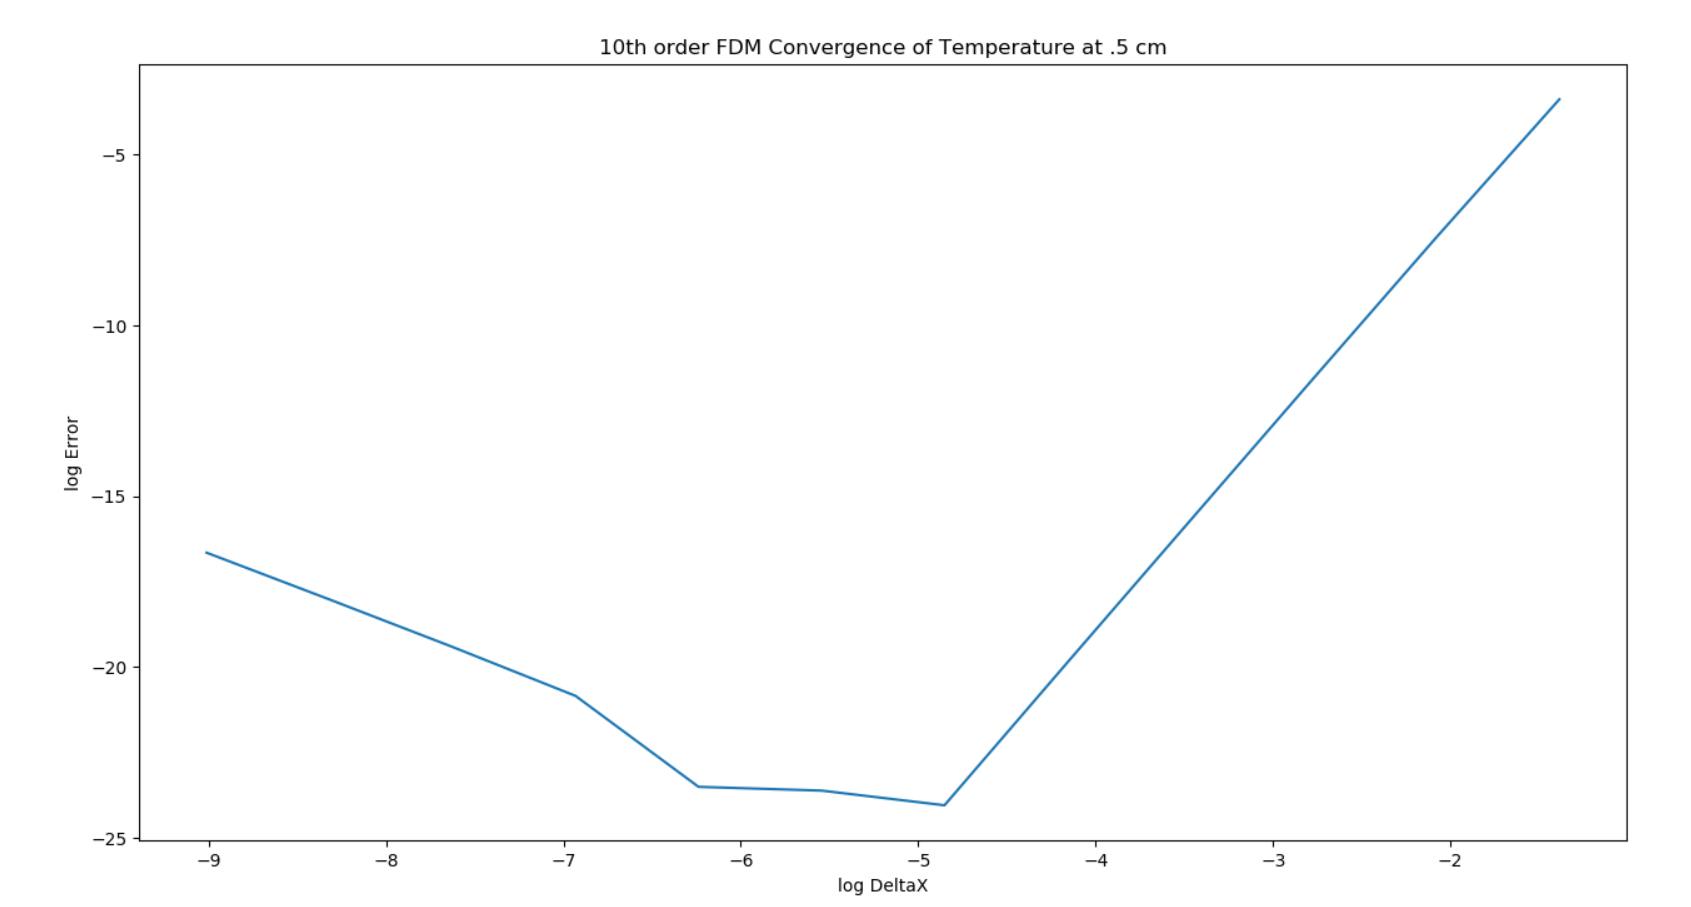 10th order FDM Convergence of Temperature at .5 cm
−5
−10
−15
−20
−25
log Error
−9 −8 −7 −6 −5 −4 −3 −2
log DeltaX